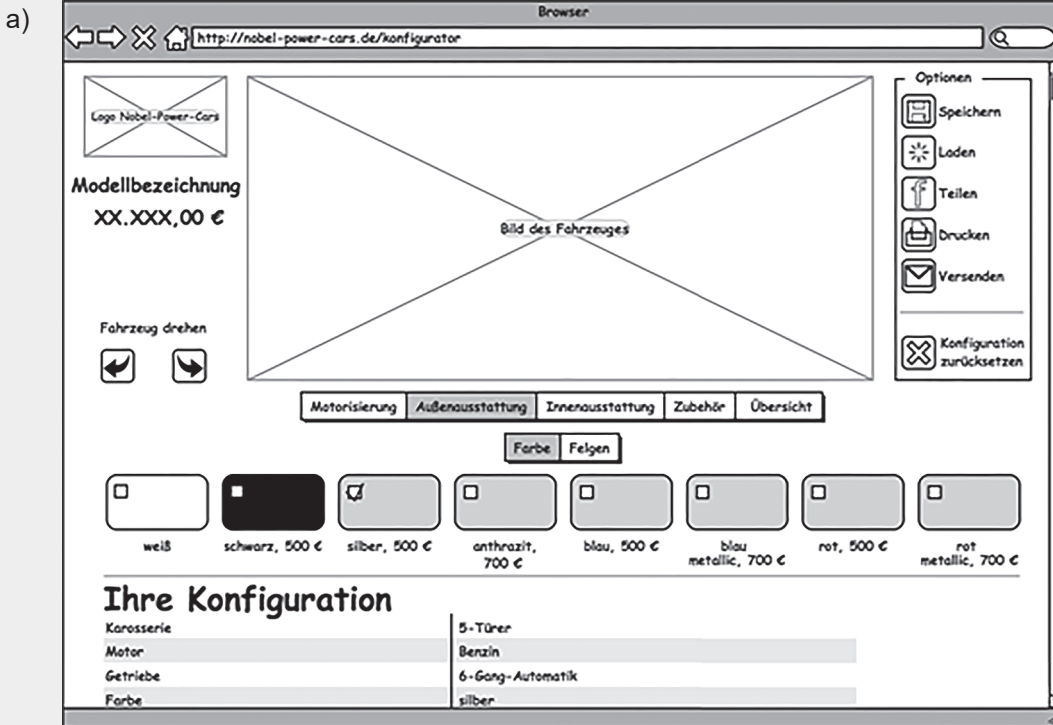 a)
Browser
http://nobel-power-cars.de/konfigurator
Logo Nobel-Power-Cars
Modellbezeichnung
XX.XXX,00 €
Fahrzeug drehen
Bild des Fahrzeuges
Optionen
Speichern
Laden
Teilen
Drucken
Versenden
Konfiguration
zurücksetzen
Motorisierung Außenausstattung Innenausstattung Zubehör Übersicht
Farbe Felgen
weiß
schwarz, 500 €
silber, 500 €
anthrazit,
700 €
blau, 500 €
blau
metallic, 700 €
rot, 500 €
rot
metallic, 700 €
Ihre Konfiguration
Karosserie 5-Türer
Motor Benzin
Getriebe 6-Gang-Automatik
Farbe silber